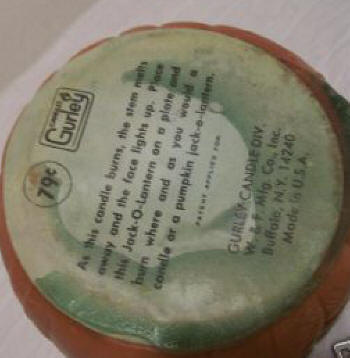 Gurley
79¢
As this candle burns, the stem melts
away and the face lights up. Place
this Jack-O-Lantern on a plate and
burn where and as you would a
candle or a pumpkin jack-o-lantern.
PATENT APPLIED FOR
GURLEY CANDLE DIV.
W. & F. Mfg. Co., Inc.
Buffalo, N.Y. 14240
Made in U.S.A.